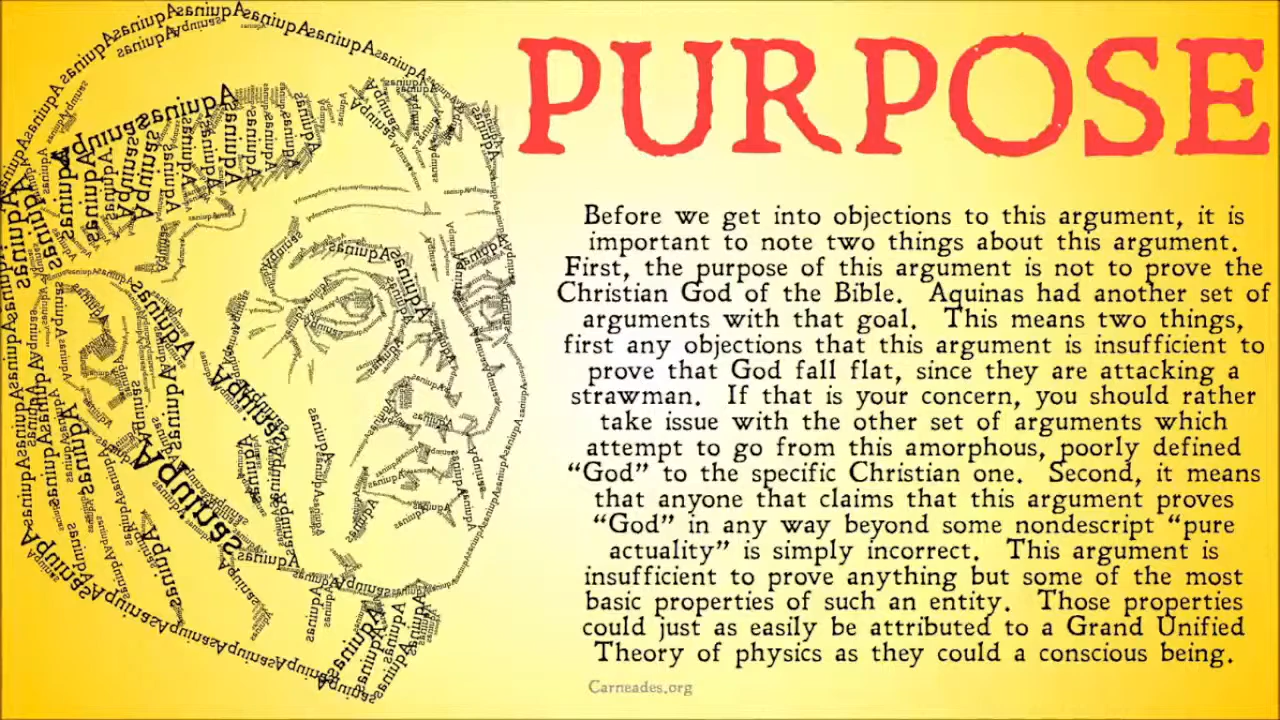 PURPOSE
Before we get into objections to this argument, it is
important to note two things about this argument.
First, the purpose of this argument is not to prove the
Christian God of the Bible. Aquinas had another set of
arguments with that goal. This means two things,
first any objections that this argument is insufficient to
prove that God fall flat, since they are attacking a
strawman. If that is your concern, you should rather
take issue with the other set of arguments which
attempt to go from this amorphous, poorly defined
“God” to the specific Christian one. Second, it means
that anyone that claims that this argument proves
“God” in any way beyond some nondescript “pure
actuality” is simply incorrect. This argument is
insufficient to prove anything but some of the most
basic properties of such an entity. Those properties
could just as easily be attributed to a Grand Unified
Theory of physics as they could a conscious being.
Carneades.org